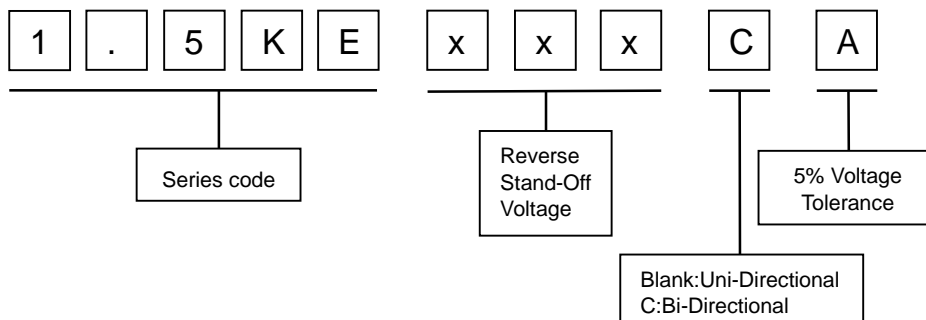 1 . 5 K E x x x C A
Series code
Reverse
Stand-Off
Voltage
5% Voltage
Tolerance
Blank:Uni-Directional
C:Bi-Directional